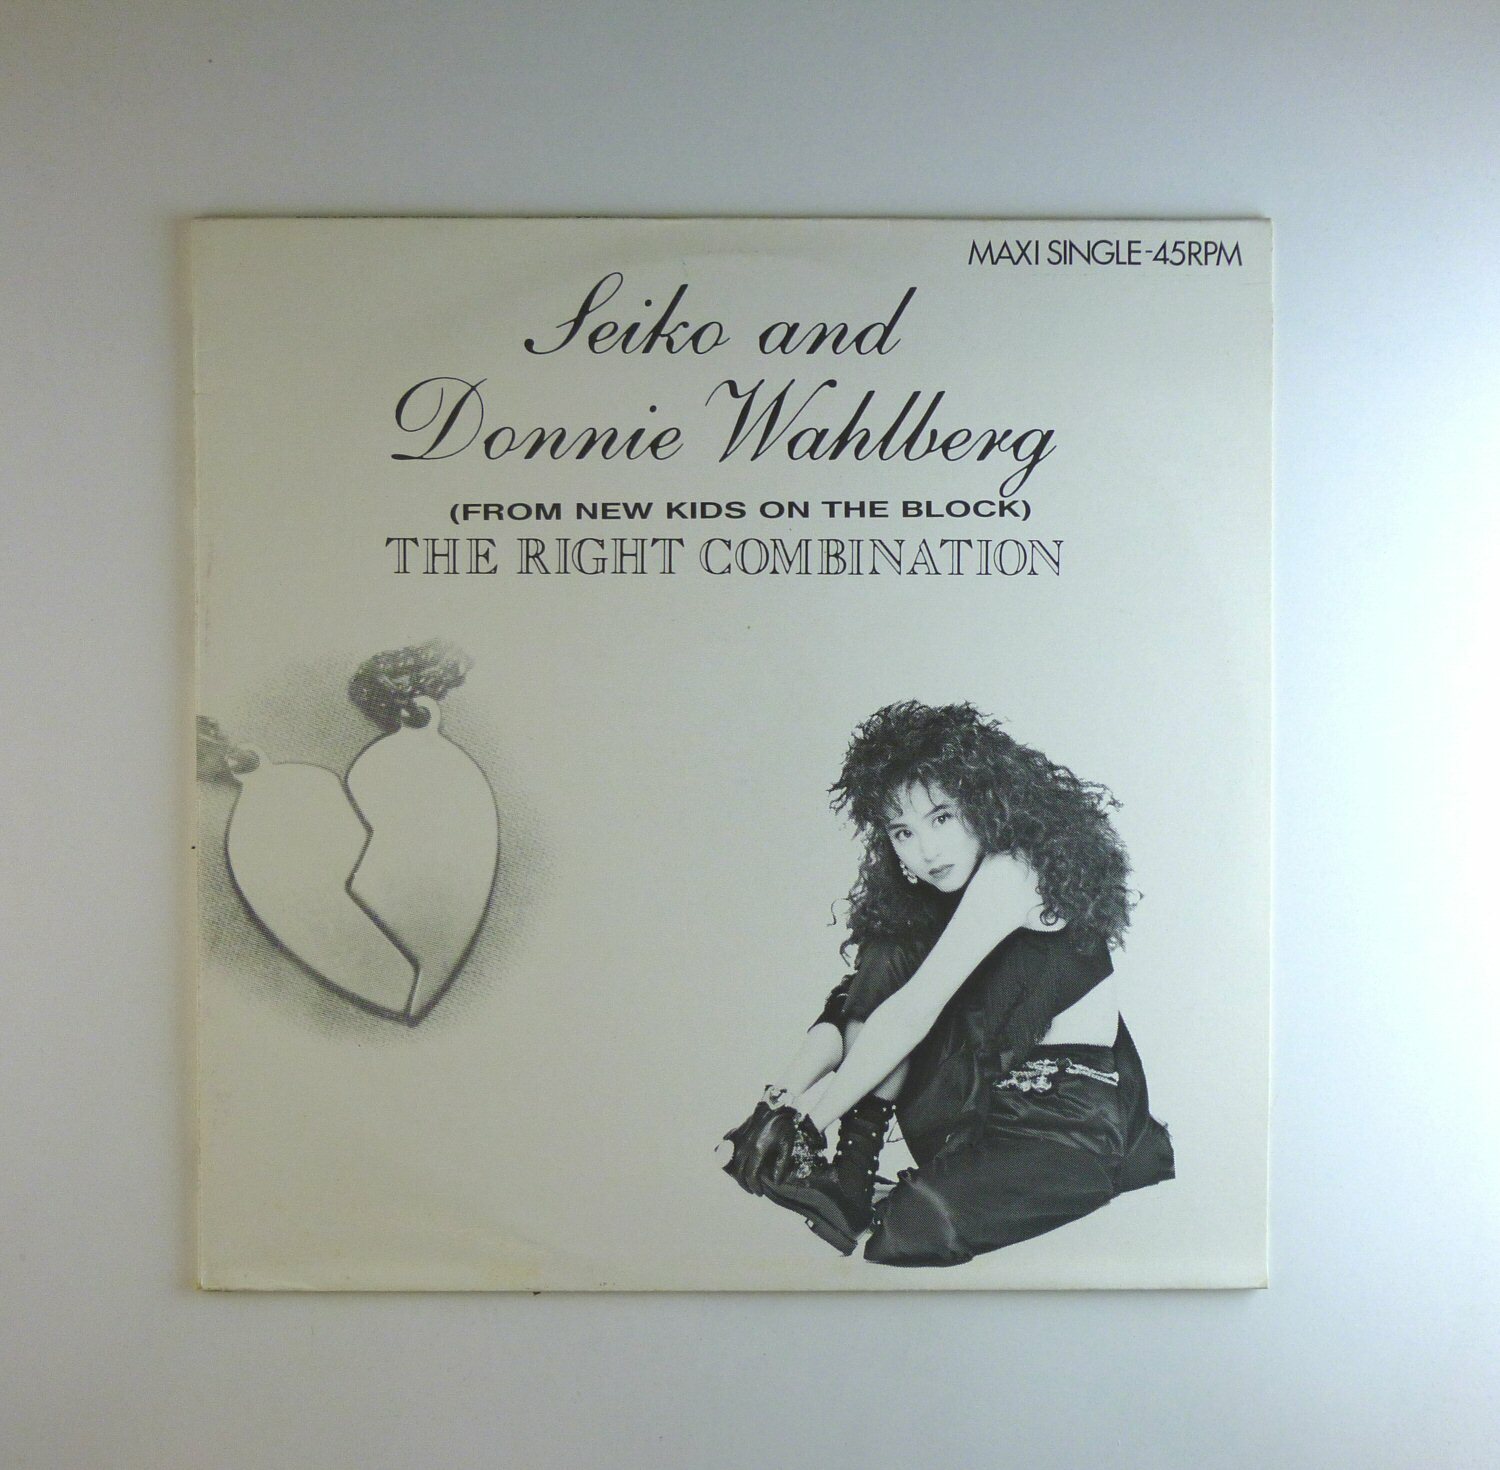 MAXI SINGLE-45RPM
Seiko and
Donnie Wahlberg
(FROM NEW KIDS ON THE BLOCK)
THE RIGHT COMBINATION